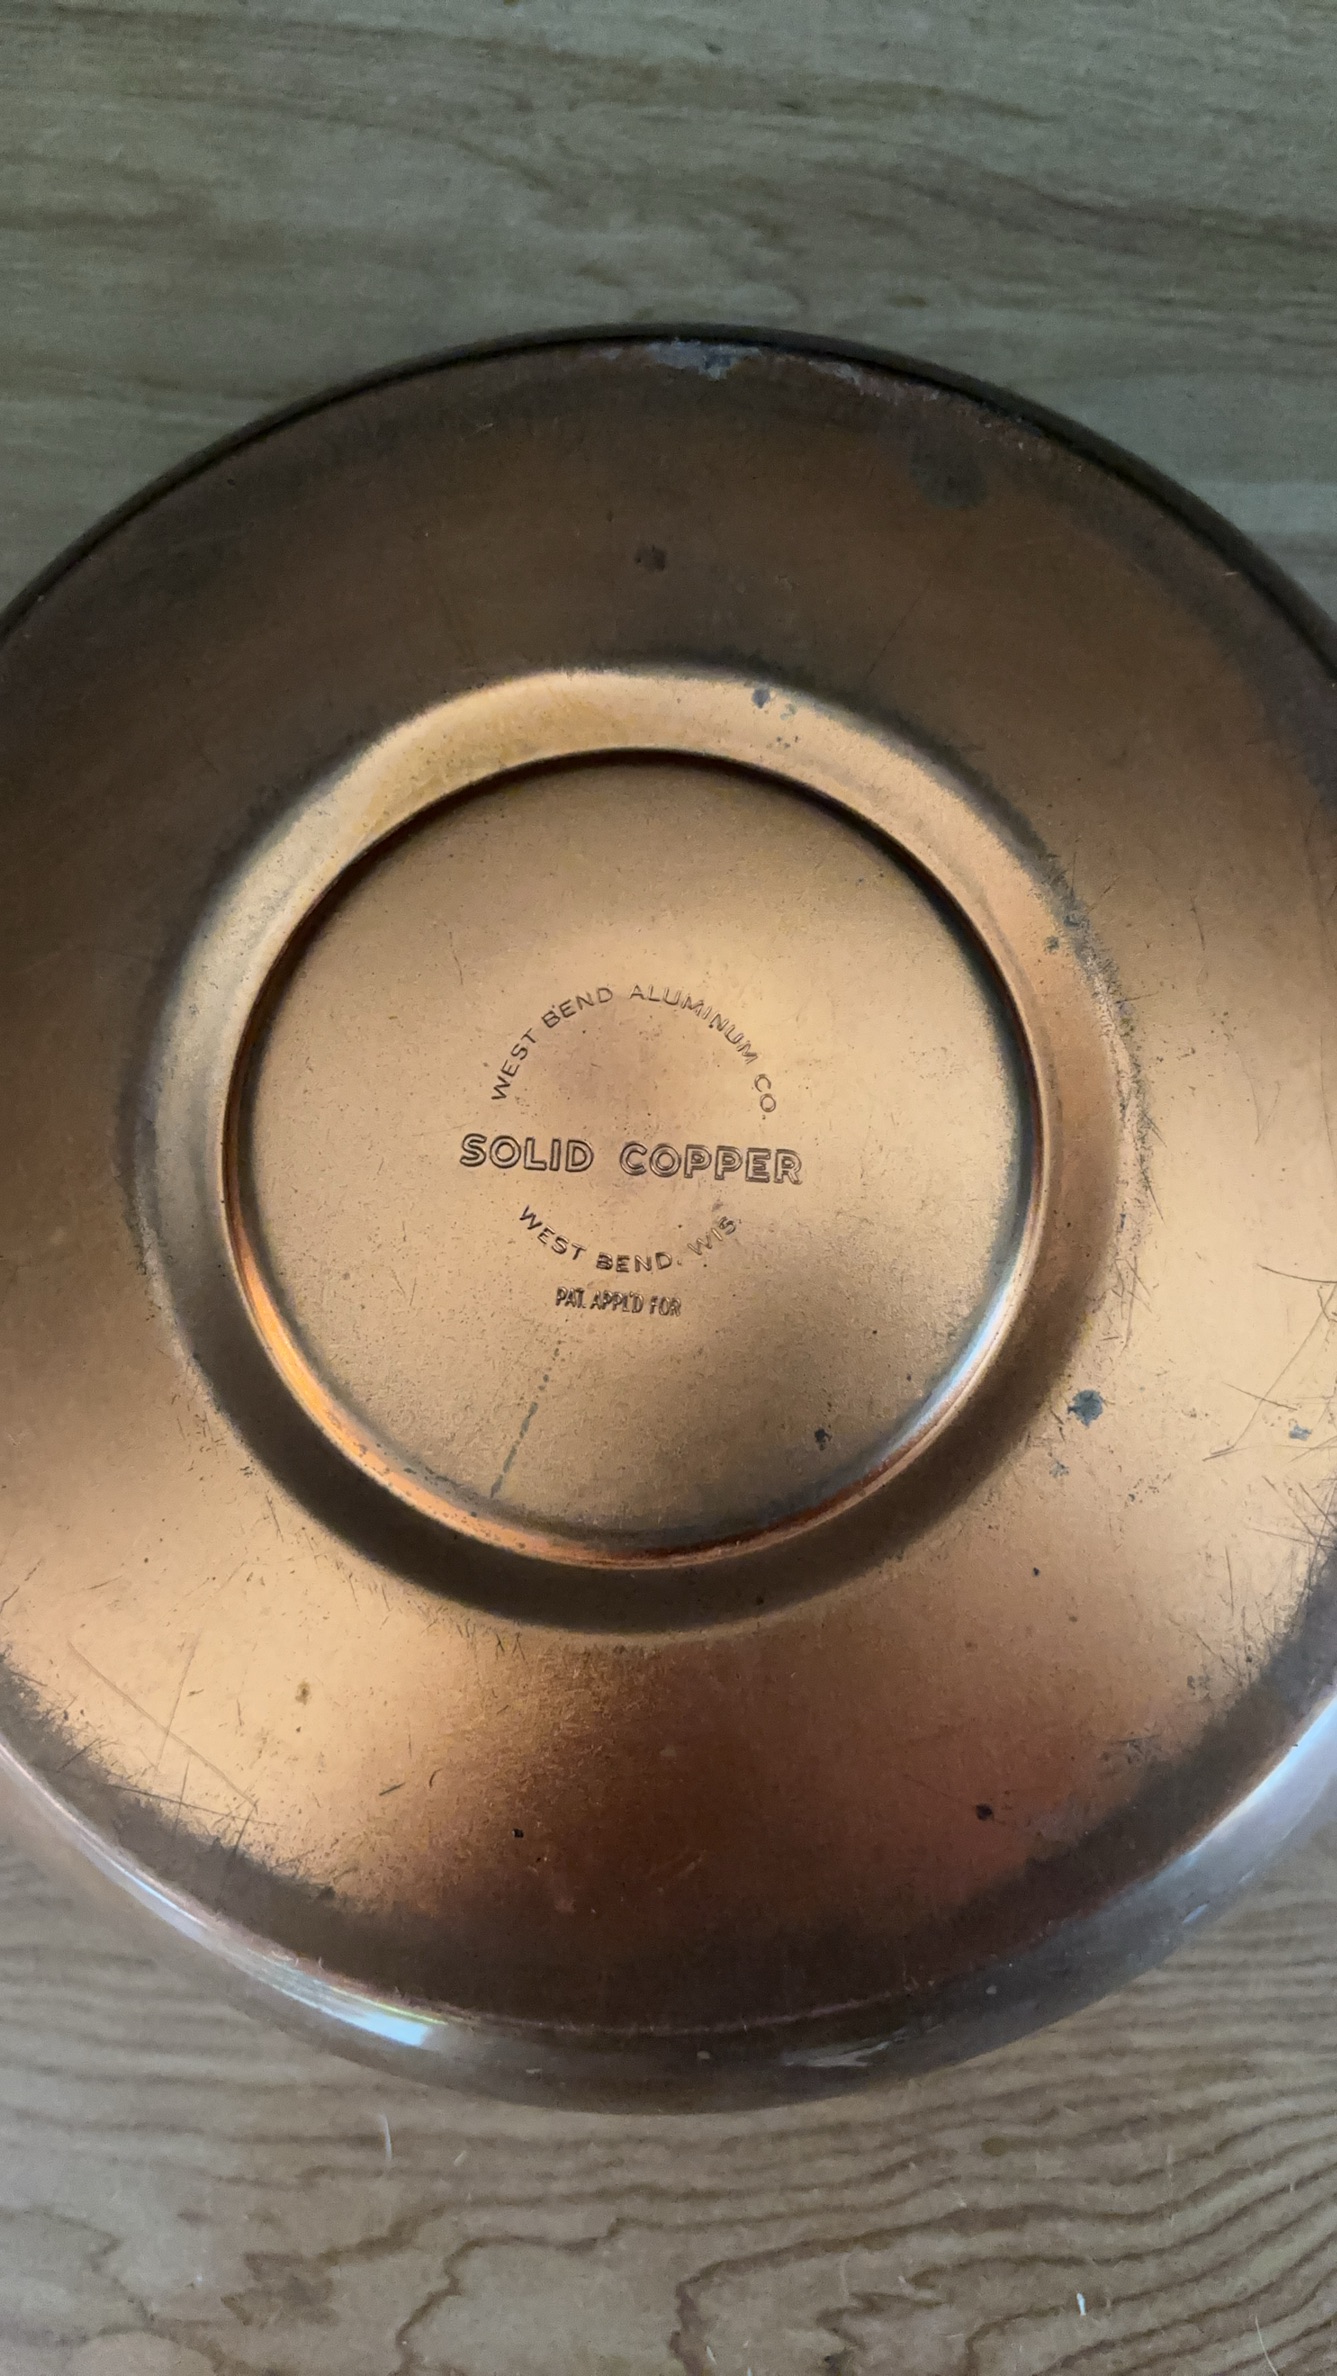 WEST BEND ALUMINUM CO.
SOLID COPPER
WEST BEND. WIS
PAT. APPL'D FOR